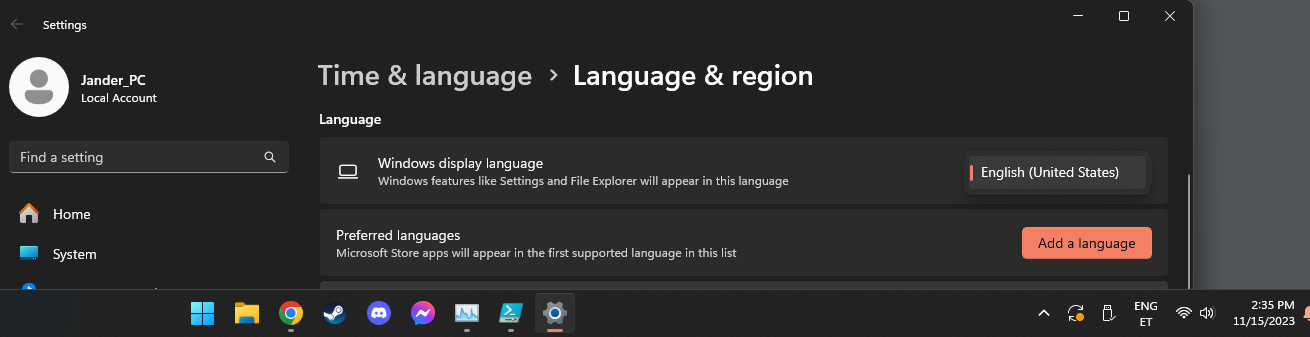 Settings
Jander_PC
Local Account
Find a setting
Home
System
Time & language > Language & region
Language
Windows display language
Windows features like Settings and File Explorer will appear in this language
English (United States)
Preferred languages
Microsoft Store apps will appear in the first supported language in this list
Add a language
ENG
ET
2:35 PM
11/15/2023